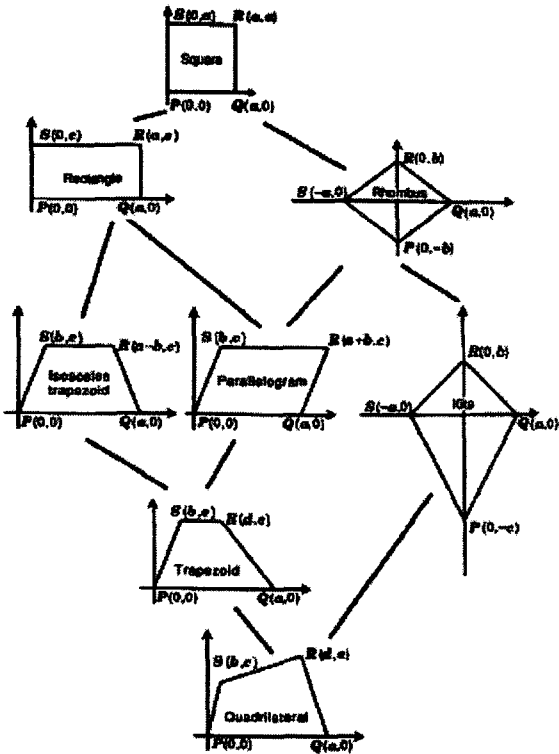 S(0,a) R(a,a)
Square
P(0,0) Q(a,0)
S(0,c) R(a,c)
Rectangle
P(0,0) Q(a,0)
R(0,b)
S(-a,0) Rhombus
Q(a,0)
P(0,-b)
S(b,c) R(a-b,c)
Isosceles
trapezoid
P(0,0) Q(a,0)
S(b,c) R(a+b,c)
Parallelogram
P(0,0) Q(a,0)
R(0,b)
S(-a,0) Kite
Q(a,0)
P(0,-c)
S(b,c) R(d,c)
Trapezoid
P(0,0) Q(a,0)
S(b,c) R(d,e)
Quadrilateral
P(0,0) Q(a,0)